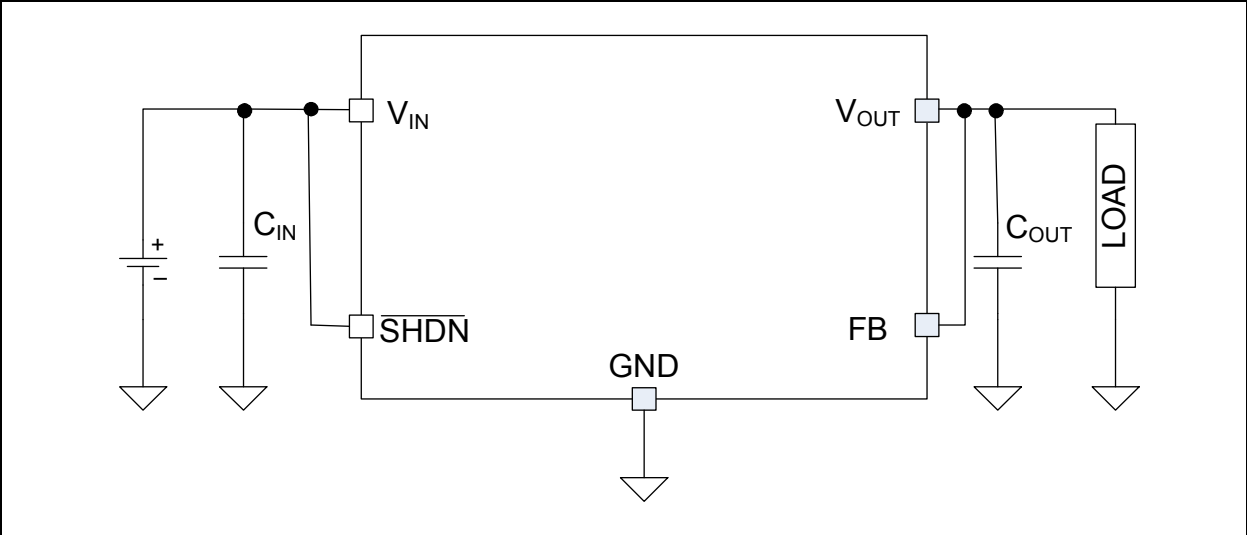 V_IN
V_OUT
LOAD
C_IN
C_OUT
+
–
SHDN
FB
GND